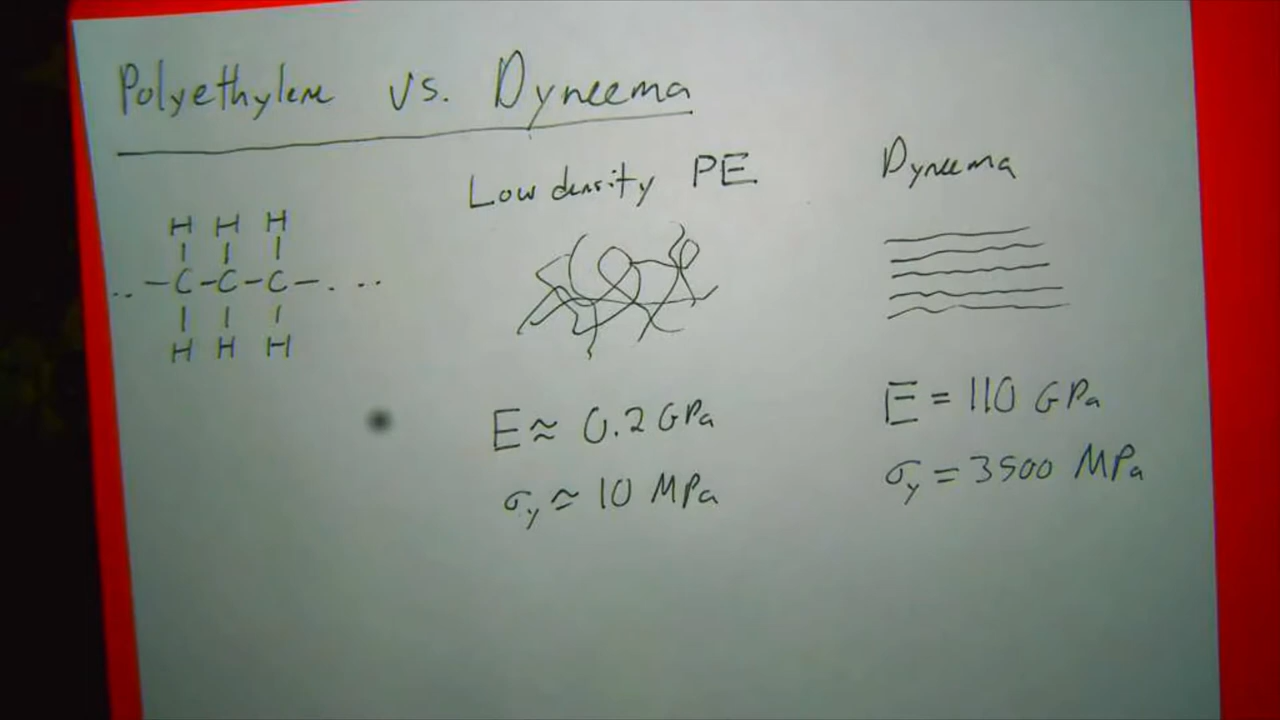 Polyethylene vs. Dyneema
Low density PE
Dyneema
H H H
| | |
.. -C-C-C- . ...
| | |
H H H
E ≈ 0.2 GPa
σy ≈ 10 MPa
E = 110 GPa
σy = 3500 MPa